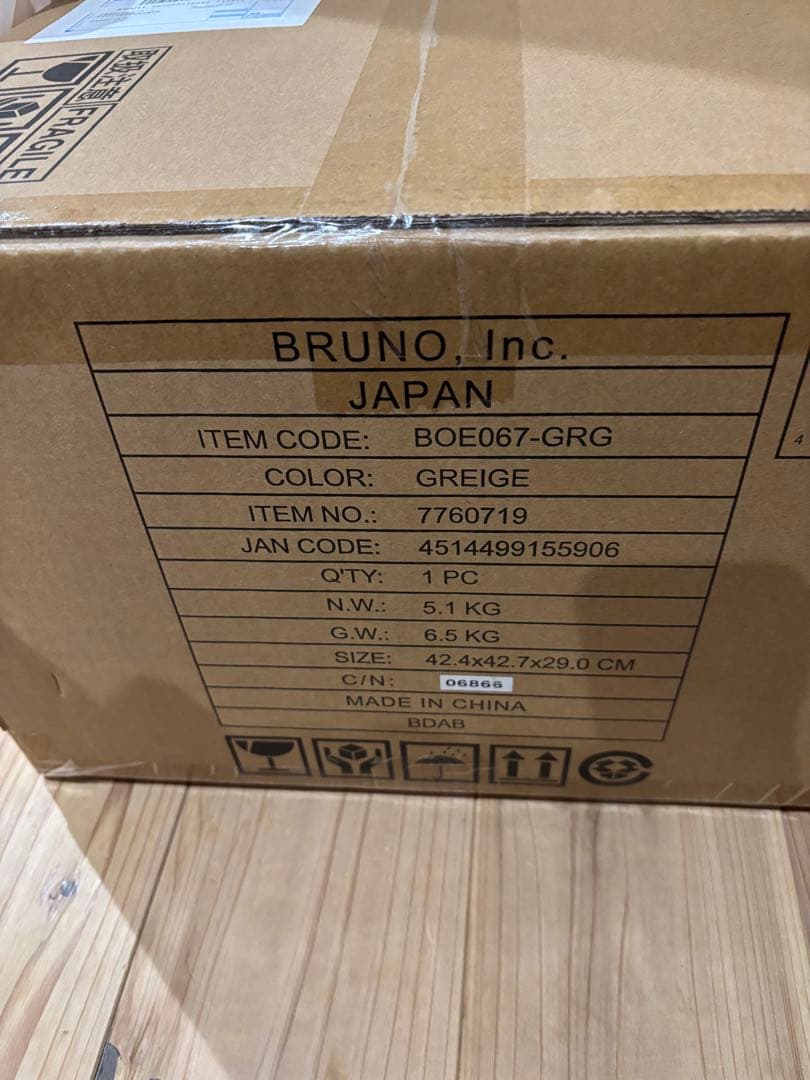 取扱注意
FRAGILE
BRUNO, Inc.
JAPAN
ITEM CODE: BOE067-GRG
COLOR: GREIGE
ITEM NO.: 7760719
JAN CODE: 4514499155906
Q'TY: 1 PC
N.W.: 5.1 KG
G.W.: 6.5 KG
SIZE: 42.4x42.7x29.0 CM
C/N: 06866
MADE IN CHINA
BDAB
4